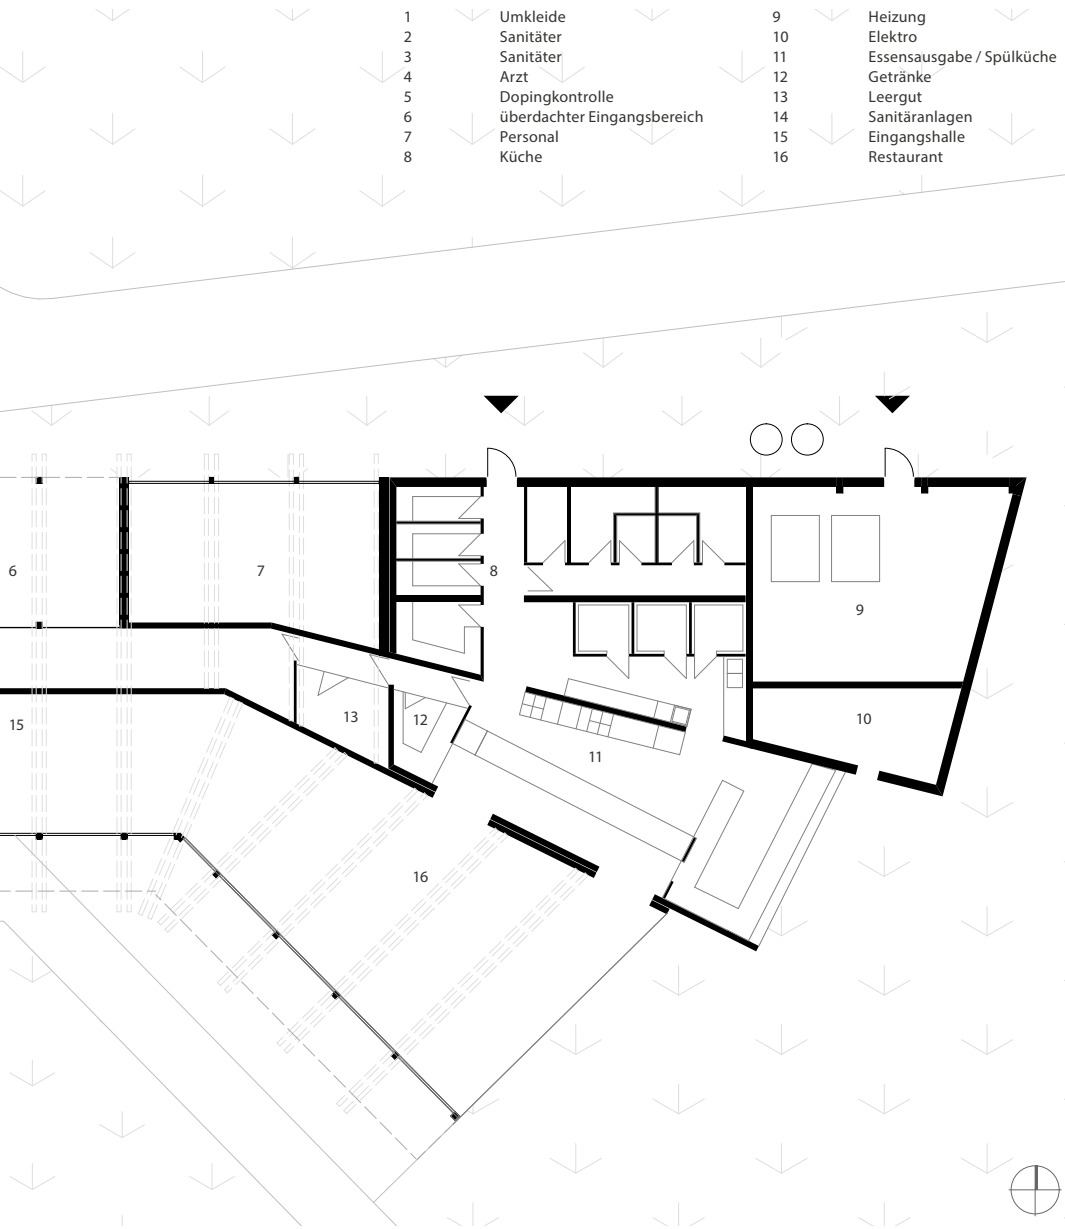 1 Umkleide
2 Sanitäter
3 Sanitäter
4 Arzt
5 Dopingkontrolle
6 überdachter Eingangsbereich
7 Personal
8 Küche
9 Heizung
10 Elektro
11 Essensausgabe / Spülküche
12 Getränke
13 Leergut
14 Sanitäranlagen
15 Eingangshalle
16 Restaurant
6
7
8
9
15
13
12
10
11
16